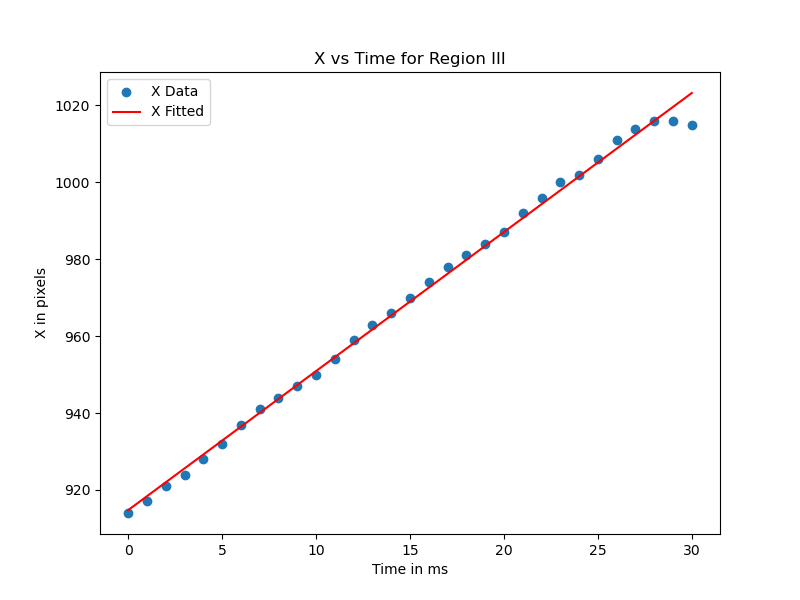 X vs Time for Region III
X Data
X Fitted
1020
1000
980
960
940
920
X in pixels
0 5 10 15 20 25 30
Time in ms